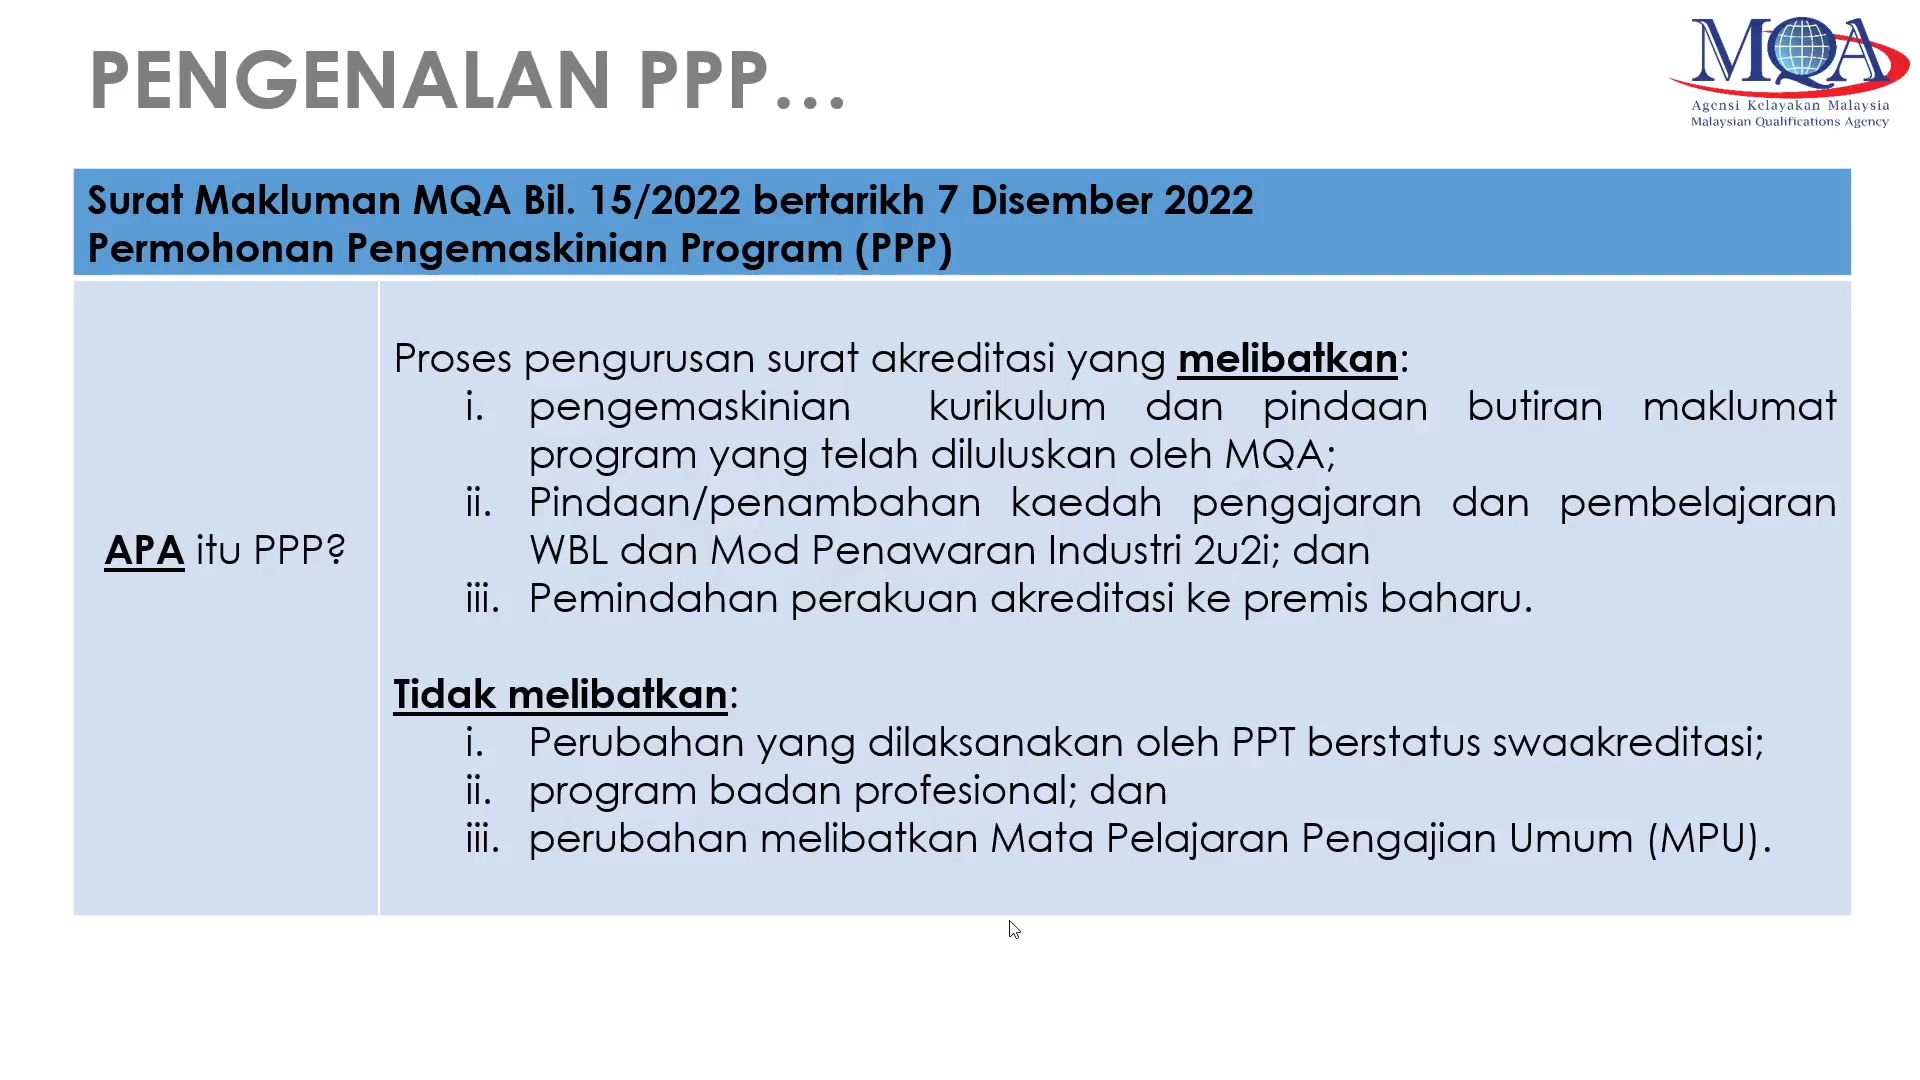 PENGENALAN PPP...
MQA
Agensi Kelayakan Malaysia
Malaysian Qualifications Agency
Surat Makluman MQA Bil. 15/2022 bertarikh 7 Disember 2022
Permohonan Pengemaskinian Program (PPP)
APA itu PPP?
Proses pengurusan surat akreditasi yang melibatkan:
i. pengemaskinian kurikulum dan pindaan butiran maklumat
program yang telah diluluskan oleh MQA;
ii. Pindaan/penambahan kaedah pengajaran dan pembelajaran
WBL dan Mod Penawaran Industri 2u2i; dan
iii. Pemindahan perakuan akreditasi ke premis baharu.
Tidak melibatkan:
i. Perubahan yang dilaksanakan oleh PPT berstatus swaakreditasi;
ii. program badan profesional; dan
iii. perubahan melibatkan Mata Pelajaran Pengajian Umum (MPU).